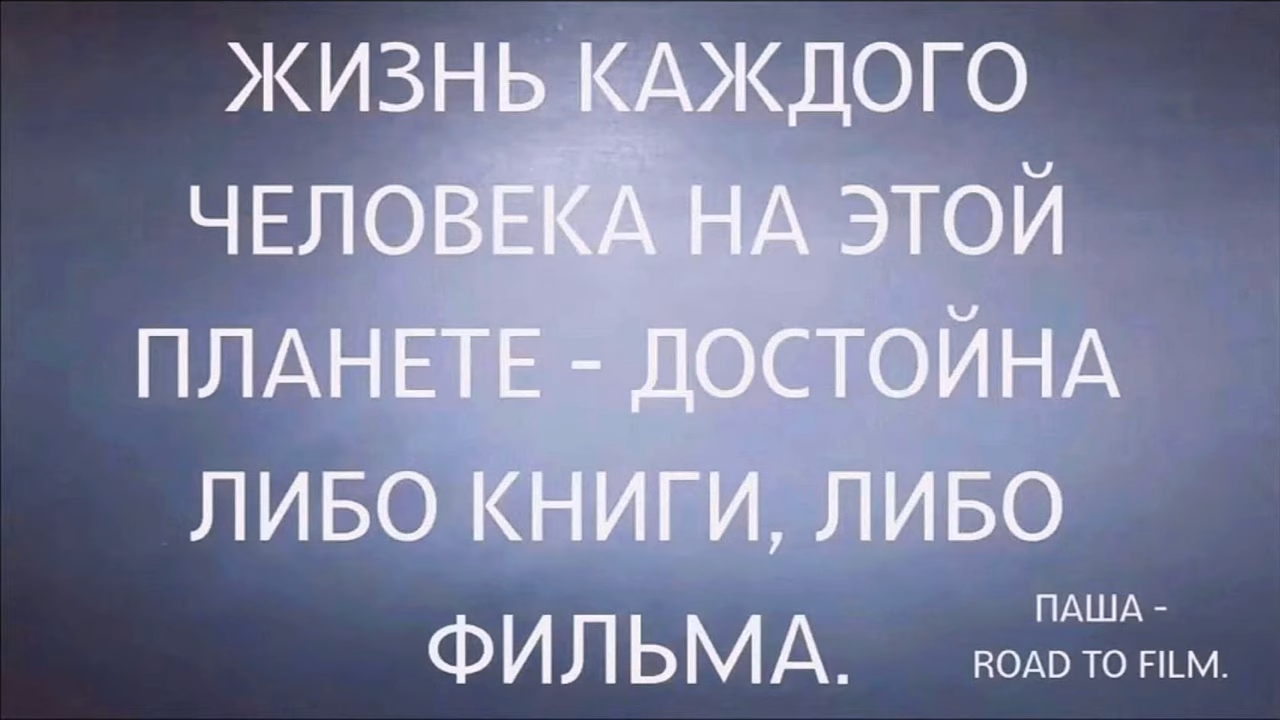 ЖИЗНЬ КАЖДОГО
ЧЕЛОВЕКА НА ЭТОЙ
ПЛАНЕТЕ - ДОСТОЙНА
ЛИБО КНИГИ, ЛИБО
ФИЛЬМА.
ПАША -
ROAD TO FILM.